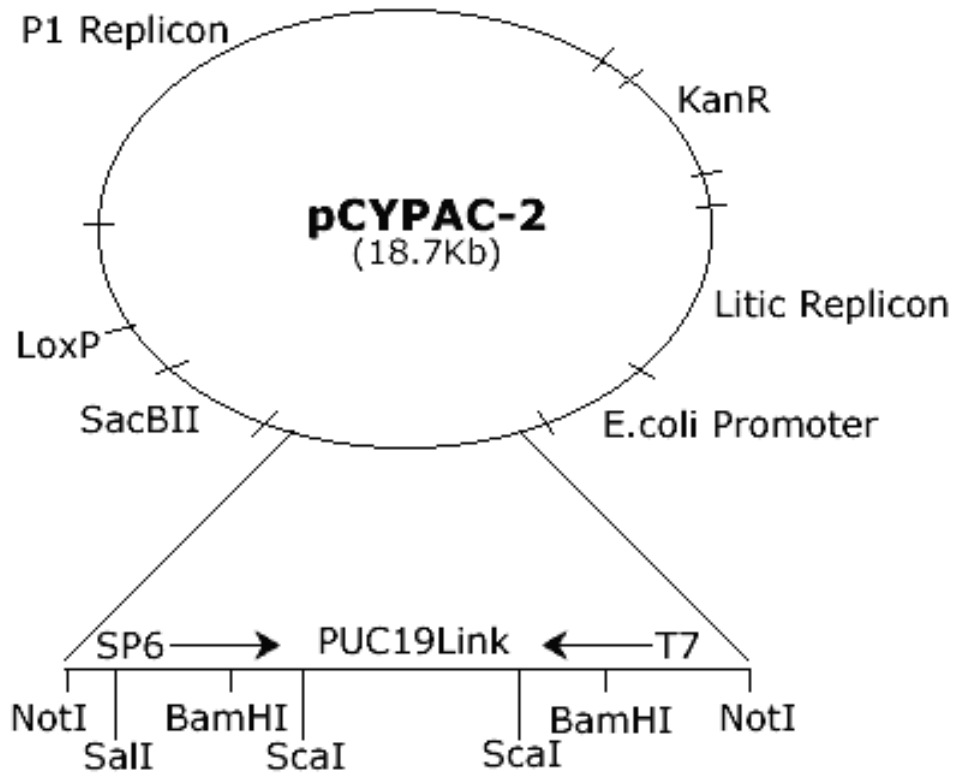 P1 Replicon
KanR
pCYPAC-2
(18.7Kb)
Litic Replicon
LoxP
SacBII
E.coli Promoter
SP6 PUC19Link T7
NotI BamHI BamHI NotI
SalI ScaI ScaI